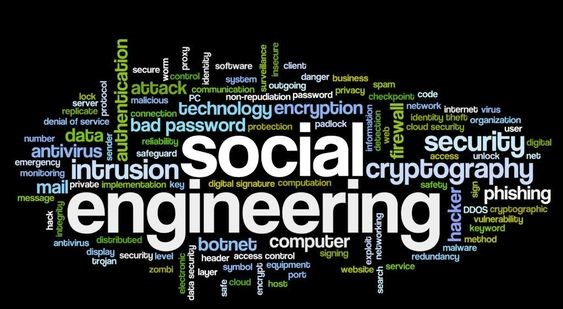 secure
worm
proxy
identity
software
surveillance
insecure
client
lock
server
replicate
protocol
authentication
control
system
outgoing
danger
business
spam
attack
communication
privacy
checkpoint
code
malicious
PC
non-repudiation
password
network
internet
virus
denial of service
connection
technology
encryption
information
detection
web
firewall
identity theft
organization
number
data
sender
bad password
protection
padlock
cloud security
user
antivirus
reliability
safeguard
social
security
digital
emergency
monitoring
intrusion
access
unlock
net
cryptography
mail
private
implementation
key
digital signature
computation
safety
sign
phishing
message
engineering
hacker
DDOS
cryptographic
vulnerability
hack
integrity
keyword
antivirus
distributed
botnet
computer
signing
exploit
networking
search
method
malware
display
trojan
security
level
electronic
data security
header
access control
redundancy
zombi
layer
symbol
encrypt
equipment
port
website
service
safe
cloud
host